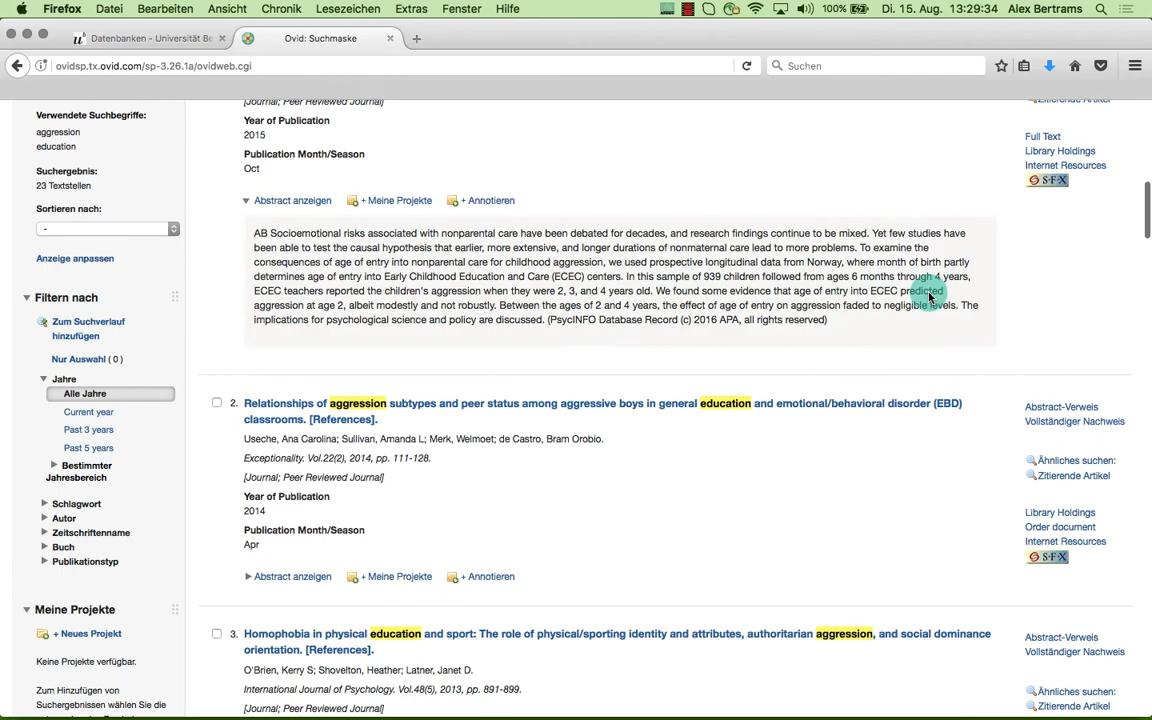 Firefox Datei Bearbeiten Ansicht Chronik Lesezeichen Extras Fenster Hilfe 100% Di. 15. Aug. 13:29:34 Alex Bertrams
Datenbanken - Universität Be Ovid: Suchmaske
ovidsp.tx.ovid.com/sp-3.26.1a/ovidweb.cgi Suchen
Verwendete Suchbegriffe:
aggression
education
Suchergebnis:
23 Textstellen
Sortieren nach:
-
Anzeige anpassen
Filtern nach
Zum Suchverlauf
hinzufügen
Nur Auswahl ( 0 )
Jahre
Alle Jahre
Current year
Past 3 years
Past 5 years
Bestimmter
Jahresbereich
Schlagwort
Autor
Zeitschriftenname
Buch
Publikationstyp
Meine Projekte
+ Neues Projekt
Keine Projekte verfügbar.
Zum Hinzufügen von
Suchergebnissen wählen Sie die
[Journal; Peer Reviewed Journal]
Year of Publication
2015
Publication Month/Season
Oct
Abstract anzeigen + Meine Projekte + Annotieren
AB Socioemotional risks associated with nonparental care have been debated for decades, and research findings continue to be mixed. Yet few studies have
been able to test the causal hypothesis that earlier, more extensive, and longer durations of nonmaternal care lead to more problems. To examine the
consequences of age of entry into nonparental care for childhood aggression, we used prospective longitudinal data from Norway, where month of birth partly
determines age of entry into Early Childhood Education and Care (ECEC) centers. In this sample of 939 children followed from ages 6 months through 4 years,
ECEC teachers reported the children's aggression when they were 2, 3, and 4 years old. We found some evidence that age of entry into ECEC predicted
aggression at age 2, albeit modestly and not robustly. Between the ages of 2 and 4 years, the effect of age of entry on aggression faded to negligible levels. The
implications for psychological science and policy are discussed. (PsycINFO Database Record (c) 2016 APA, all rights reserved)
Zitierende Artikel
Full Text
Library Holdings
Internet Resources
S·F·X
2. Relationships of aggression subtypes and peer status among aggressive boys in general education and emotional/behavioral disorder (EBD)
classrooms. [References].
Useche, Ana Carolina; Sullivan, Amanda L; Merk, Welmoet; de Castro, Bram Orobio.
Exceptionality. Vol.22(2), 2014, pp. 111-128.
[Journal; Peer Reviewed Journal]
Year of Publication
2014
Publication Month/Season
Apr
Abstract anzeigen + Meine Projekte + Annotieren
Abstract-Verweis
Vollständiger Nachweis
Ähnliches suchen:
Zitierende Artikel
Library Holdings
Order document
Internet Resources
S·F·X
3. Homophobia in physical education and sport: The role of physical/sporting identity and attributes, authoritarian aggression, and social dominance
orientation. [References].
O'Brien, Kerry S; Shovelton, Heather; Latner, Janet D.
International Journal of Psychology. Vol.48(5), 2013, pp. 891-899.
[Journal; Peer Reviewed Journal]
Abstract-Verweis
Vollständiger Nachweis
Ähnliches suchen:
Zitierende Artikel